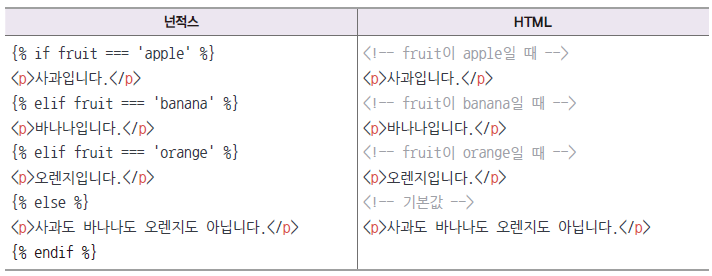 넌적스
HTML
{% if fruit === 'apple' %}
<p>사과입니다.</p>
{% elif fruit === 'banana' %}
<p>바나나입니다.</p>
{% elif fruit === 'orange' %}
<p>오렌지입니다.</p>
{% else %}
<p>사과도 바나나도 오렌지도 아닙니다.</p>
{% endif %}
<!-- fruit이 apple일 때 -->
<p>사과입니다.</p>
<!-- fruit이 banana일 때 -->
<p>바나나입니다.</p>
<!-- fruit이 orange일 때 -->
<p>오렌지입니다.</p>
<!-- 기본값 -->
<p>사과도 바나나도 오렌지도 아닙니다.</p>